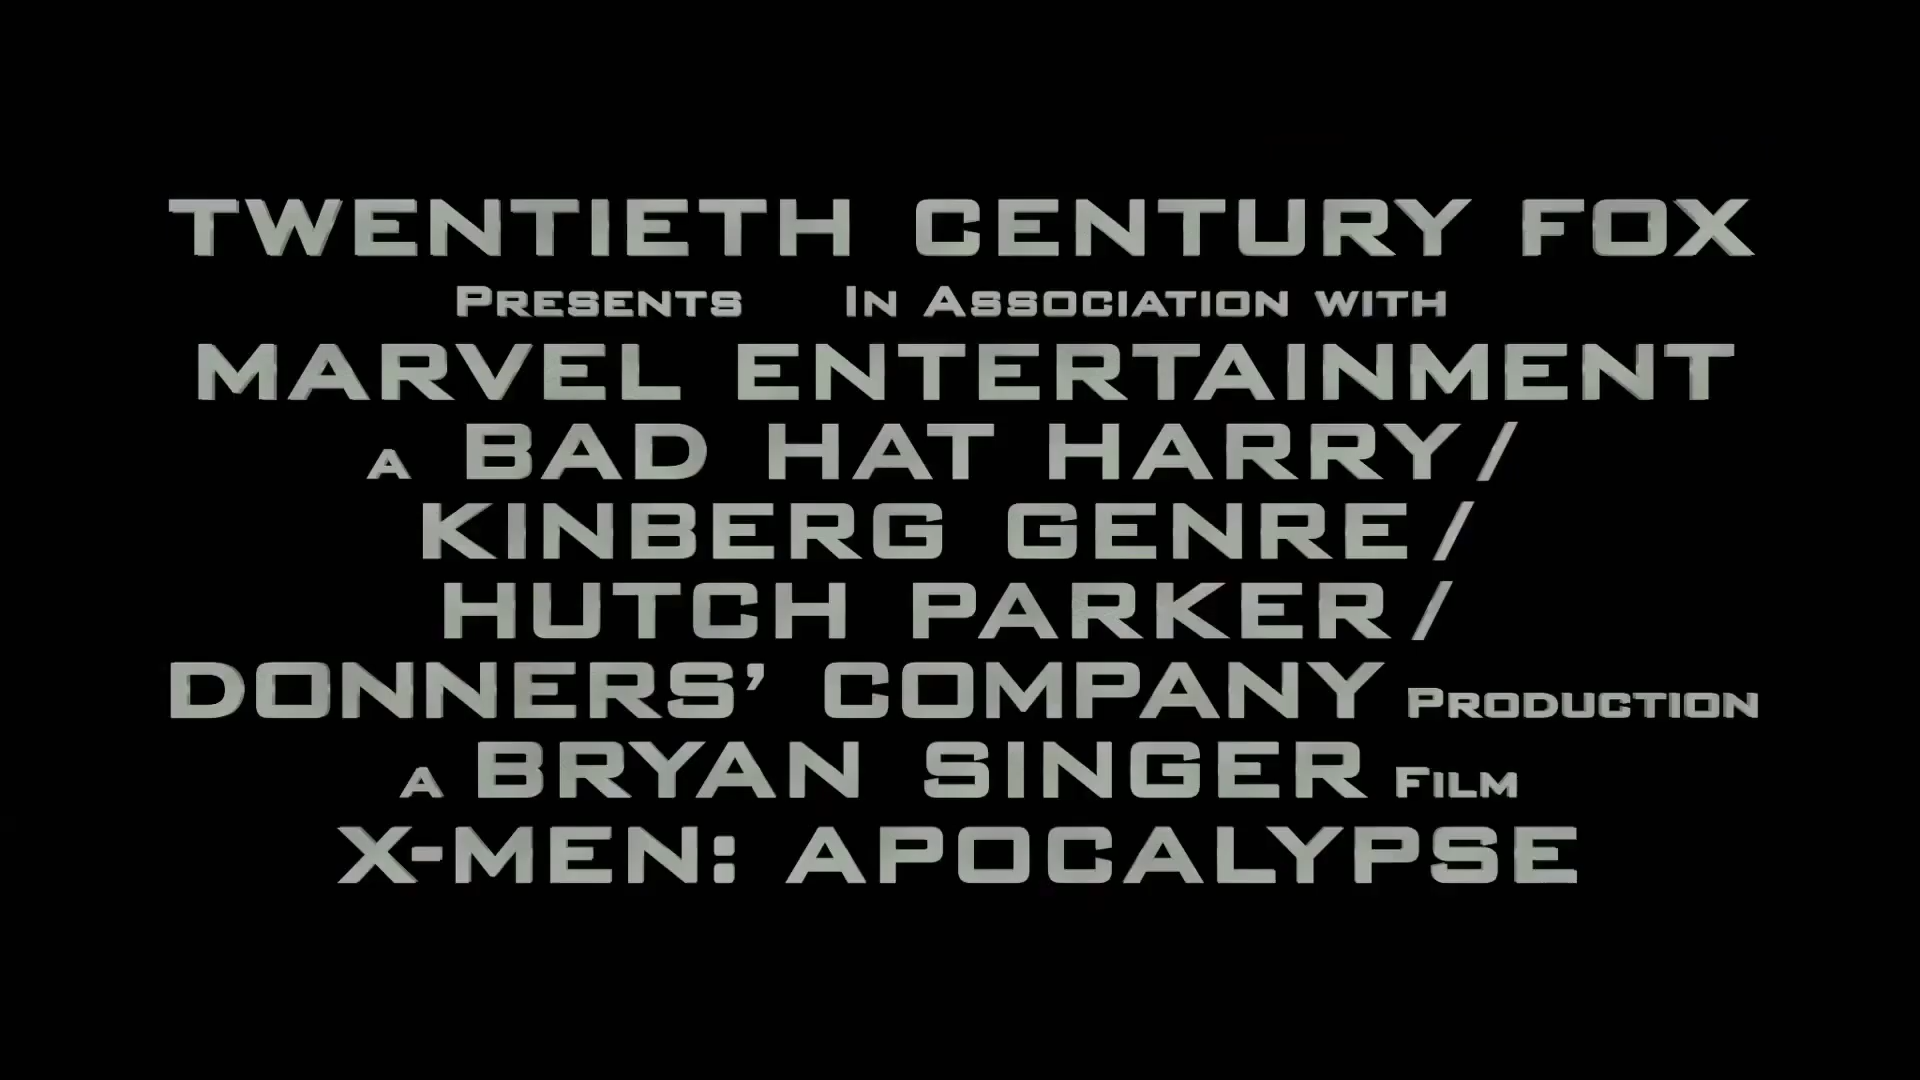 TWENTIETH CENTURY FOX
PRESENTS IN ASSOCIATION WITH
MARVEL ENTERTAINMENT
A BAD HAT HARRY/
KINBERG GENRE/
HUTCH PARKER/
DONNERS’ COMPANY PRODUCTION
A BRYAN SINGER FILM
X-MEN: APOCALYPSE